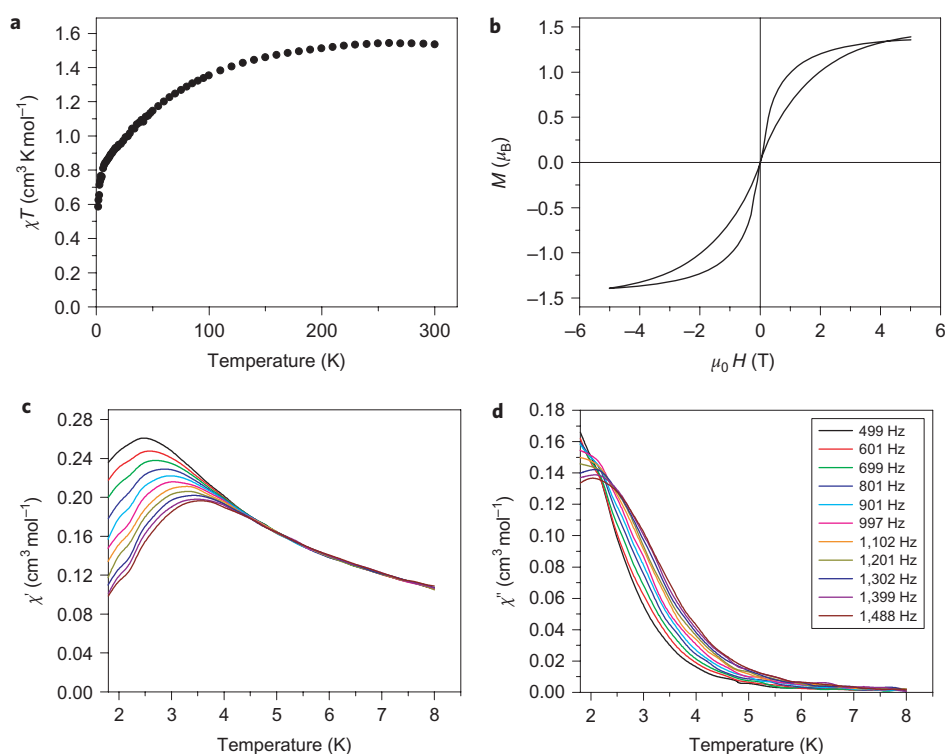 a
1.6
1.4
1.2
1.0
0.8
0.6
0.4
0.2
0.0
χT (cm³ K mol⁻¹)
0
100
200
300
Temperature (K)
b
1.5
1.0
0.5
0.0
–0.5
–1.0
–1.5
M (μB)
–6
–4
–2
0
2
4
6
μ₀ H (T)
c
0.28
0.24
0.20
0.16
0.12
0.08
0.04
0.00
χ′ (cm³ mol⁻¹)
2
3
4
5
6
7
8
Temperature (K)
d
0.18
0.16
0.14
0.12
0.10
0.08
0.06
0.04
0.02
0.00
χ″ (cm³ mol⁻¹)
499 Hz
601 Hz
699 Hz
801 Hz
901 Hz
997 Hz
1,102 Hz
1,201 Hz
1,302 Hz
1,399 Hz
1,488 Hz
2
3
4
5
6
7
8
Temperature (K)